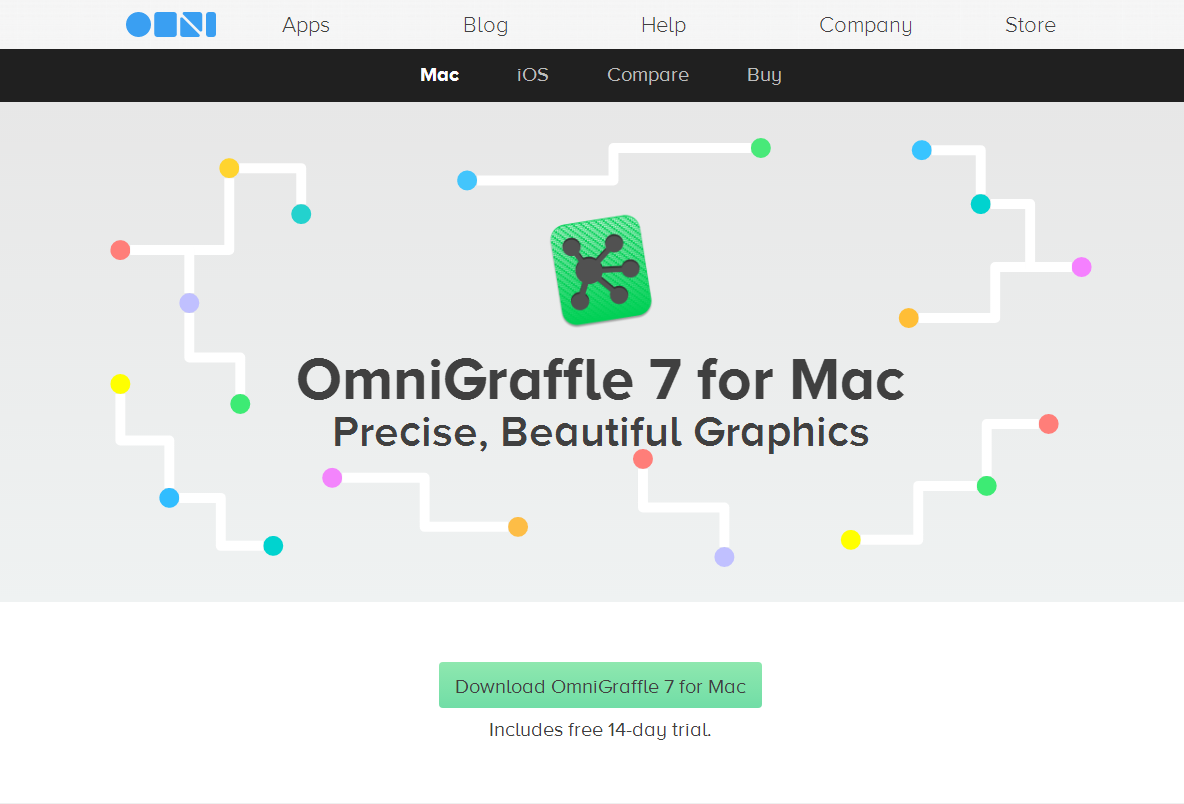 OMNI
Apps
Blog
Help
Company
Store
Mac
iOS
Compare
Buy
OmniGraffle 7 for Mac
Precise, Beautiful Graphics
Download OmniGraffle 7 for Mac
Includes free 14-day trial.